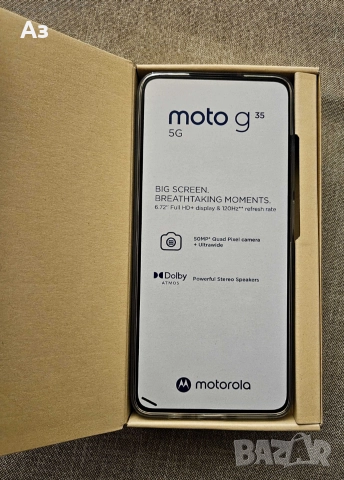 Аз
moto g 35
5G
BIG SCREEN.
BREATHTAKING MOMENTS.
6.72" Full HD+ display & 120Hz** refresh rate
50MP* Quad Pixel camera
+ Ultrawide
Dolby
ATMOS
Powerful Stereo Speakers
motorola
BAZAR